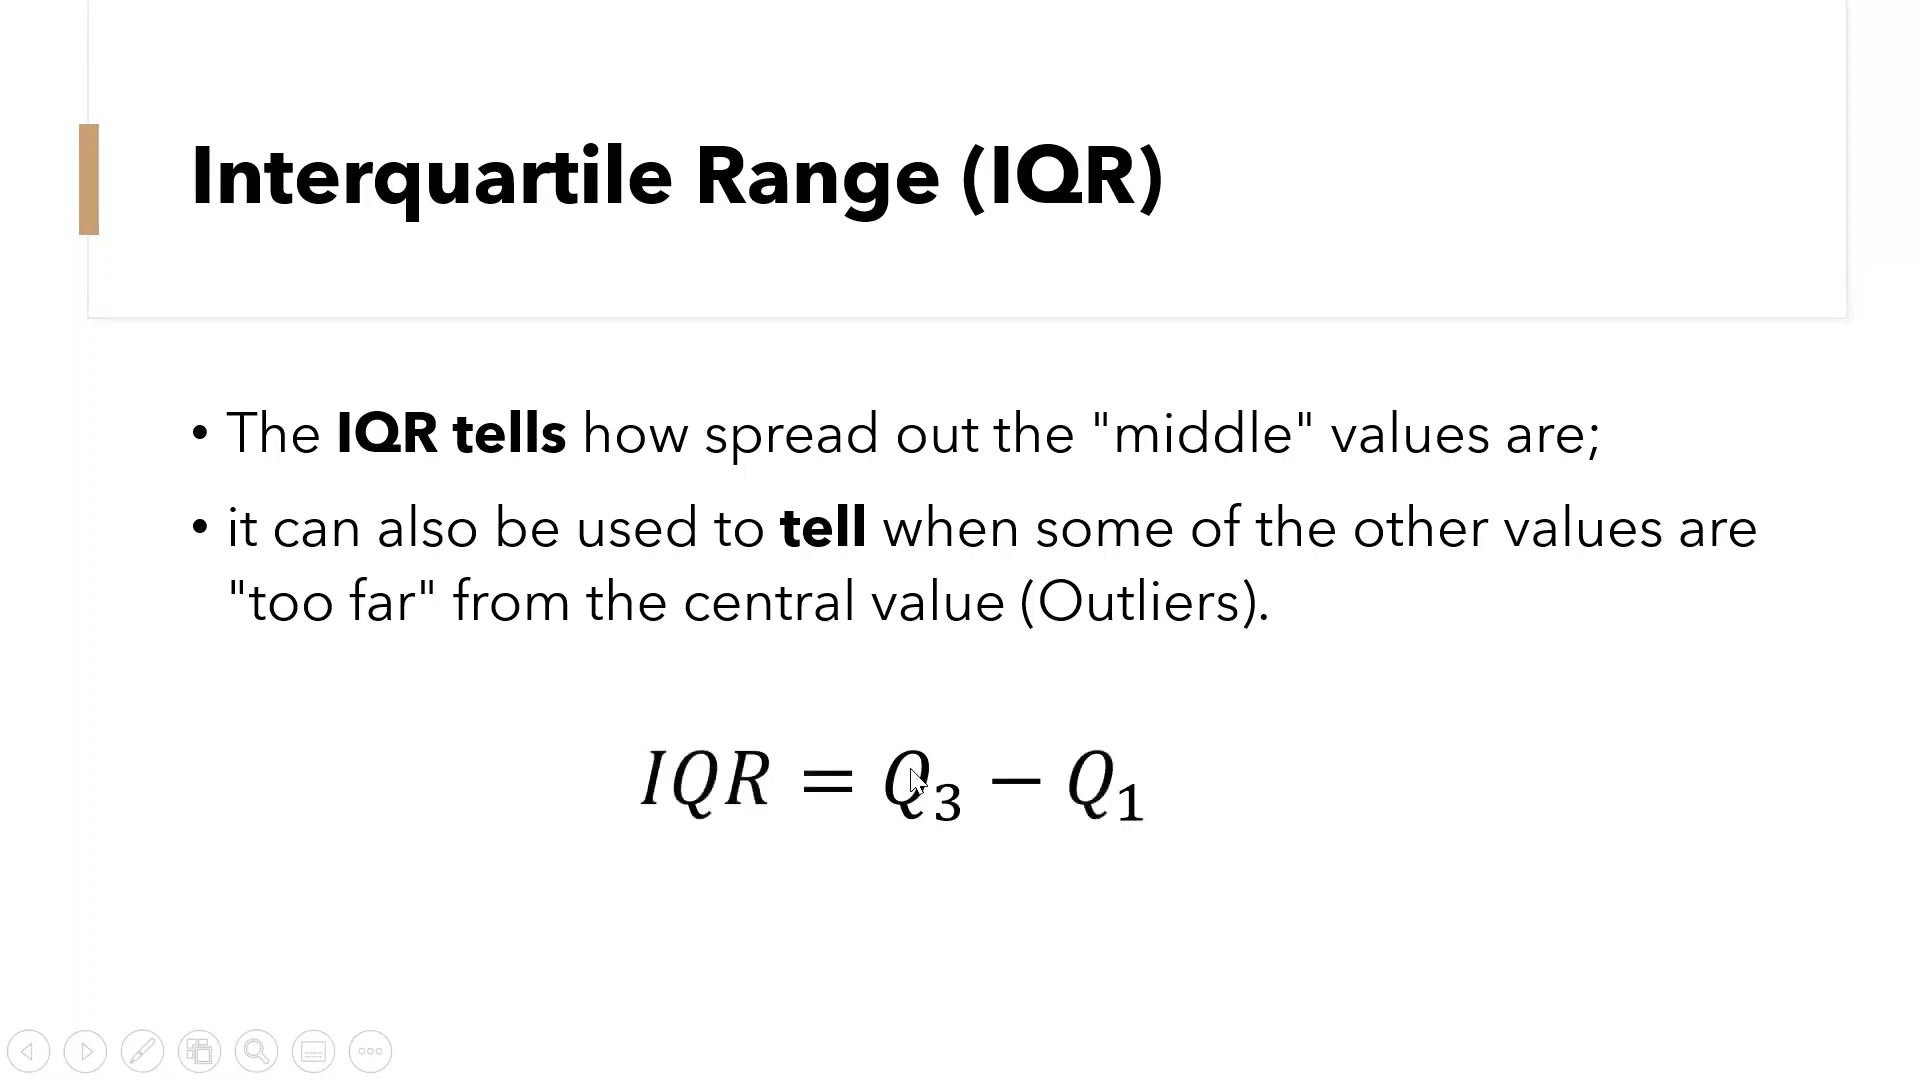 Interquartile Range (IQR)
• The IQR tells how spread out the "middle" values are;
• it can also be used to tell when some of the other values are
"too far" from the central value (Outliers).
IQR = Q₃ − Q₁